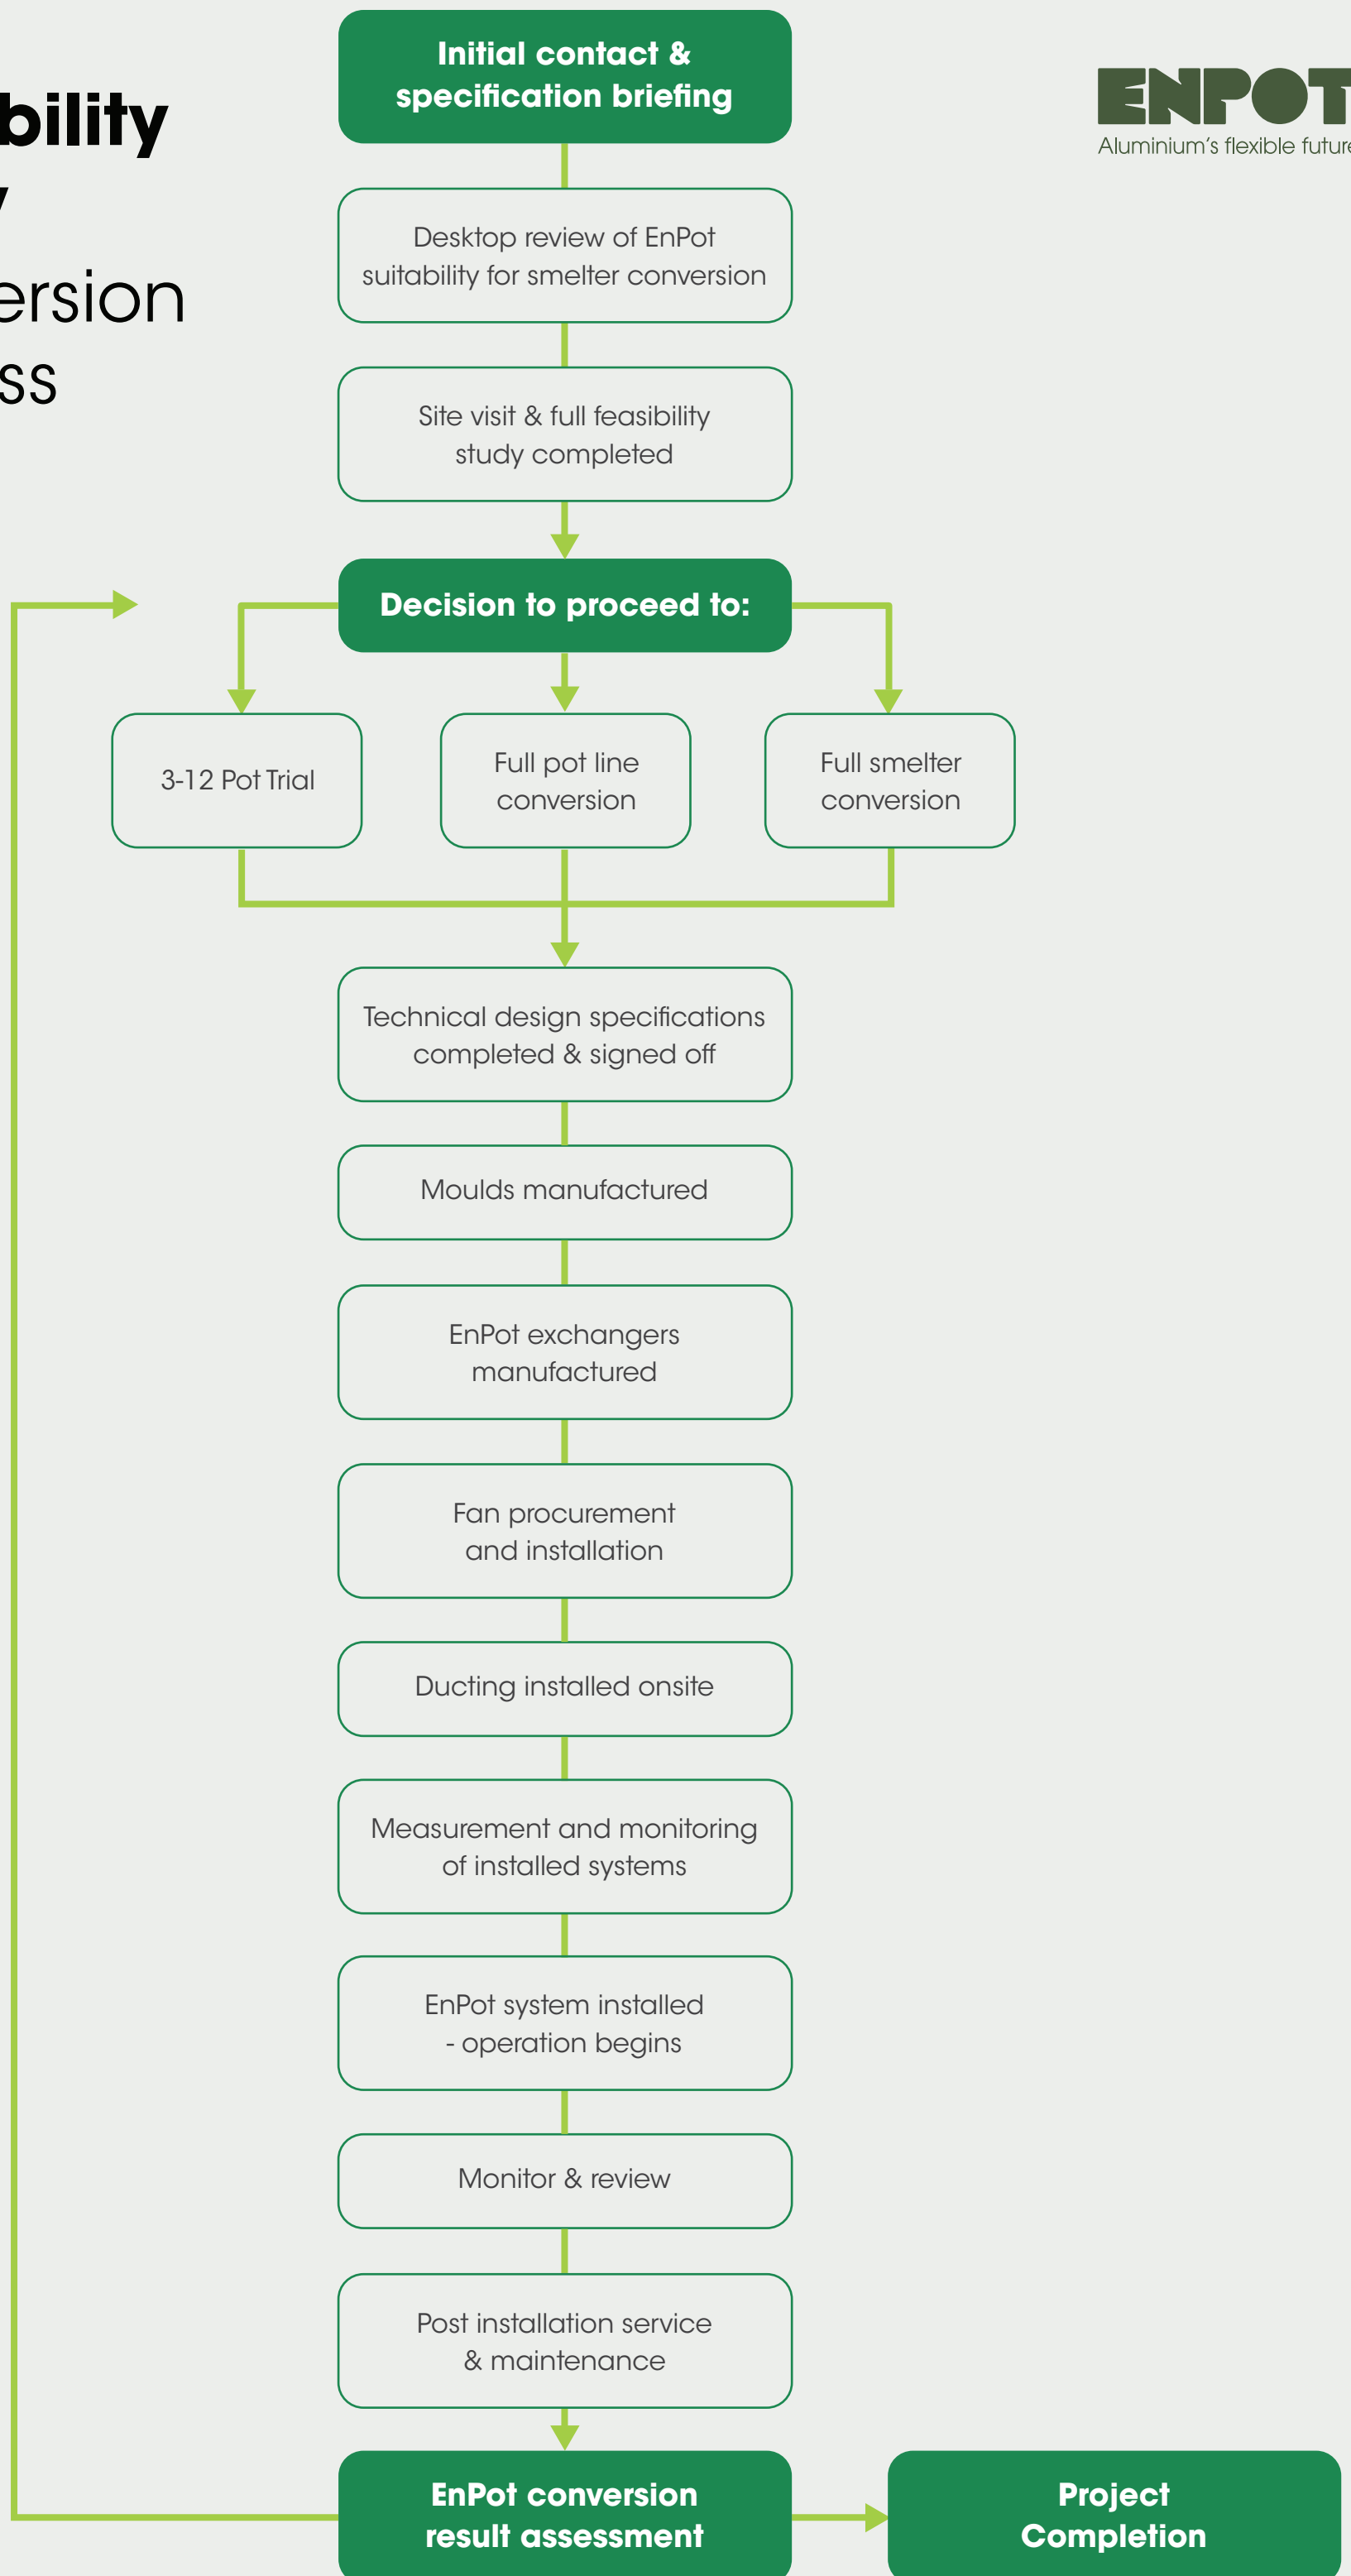 bility
y
ersion
ss
ENPOT
Aluminium's flexible future
Initial contact &
specification briefing
Desktop review of EnPot
suitability for smelter conversion
Site visit & full feasibility
study completed
Decision to proceed to:
3-12 Pot Trial
Full pot line
conversion
Full smelter
conversion
Technical design specifications
completed & signed off
Moulds manufactured
EnPot exchangers
manufactured
Fan procurement
and installation
Ducting installed onsite
Measurement and monitoring
of installed systems
EnPot system installed
- operation begins
Monitor & review
Post installation service
& maintenance
EnPot conversion
result assessment
Project
Completion